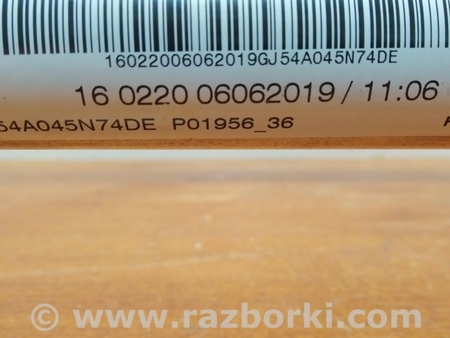 16022006062019GJ54A045N74DE
16 0220 06062019 / 11:06
54A045N74DE P01956_36
© www.razborki.com